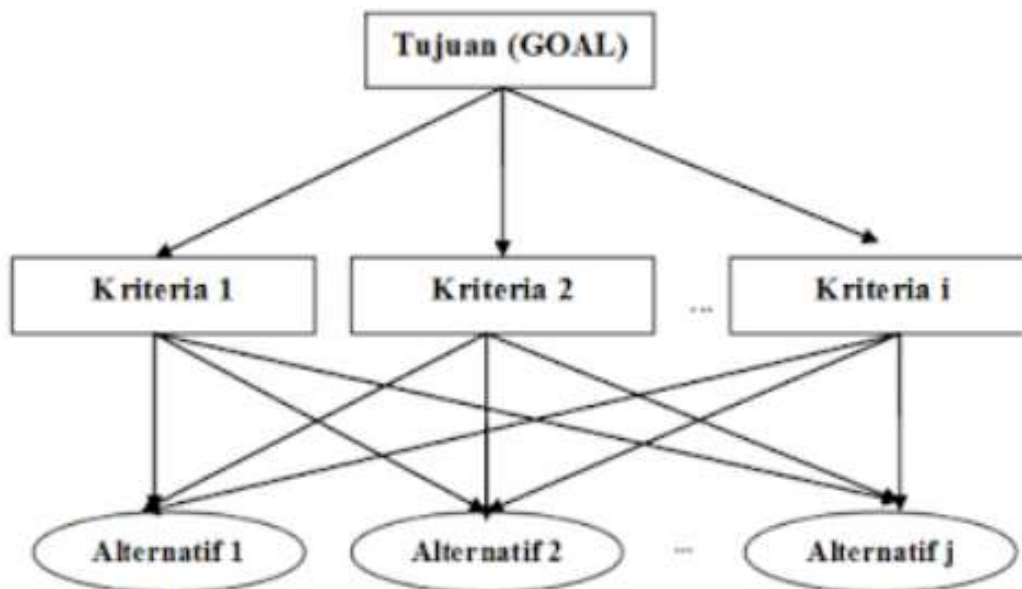 Tujuan (GOAL)
Kriteria 1
Kriteria 2
...
Kriteria i
Alternatif 1
Alternatif 2
...
Alternatif j